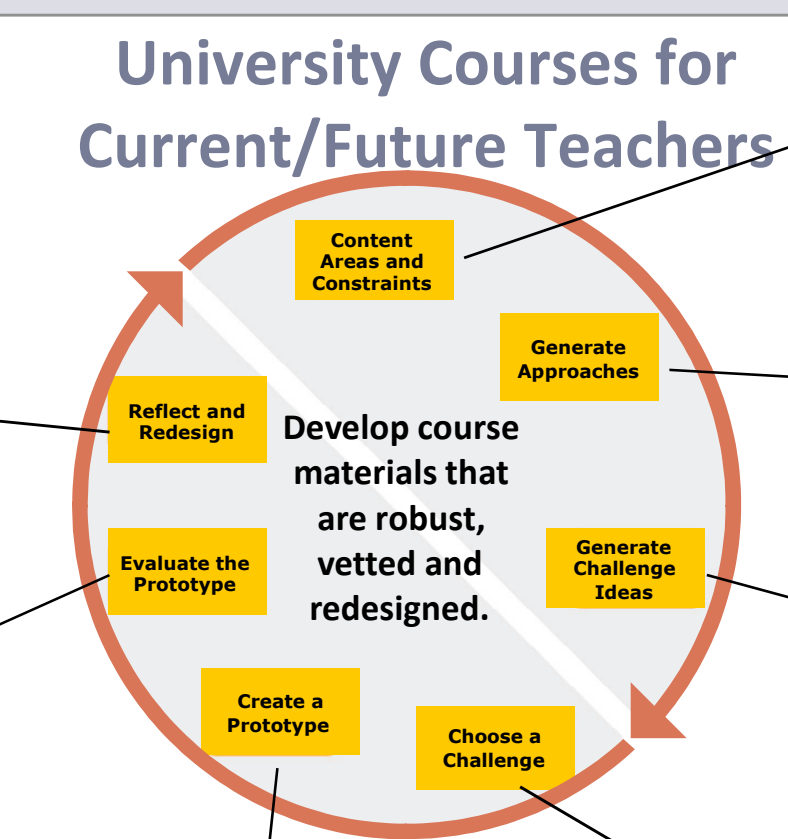 University Courses for
Current/Future Teachers
Content
Areas and
Constraints
Generate
Approaches
Generate
Challenge
Ideas
Choose a
Challenge
Create a
Prototype
Evaluate the
Prototype
Reflect and
Redesign
Develop course
materials that
are robust,
vetted and
redesigned.